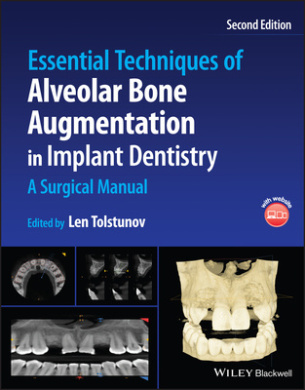 Second Edition
Essential Techniques of
Alveolar Bone
Augmentation
in Implant Dentistry
A Surgical Manual
Edited by Len Tolstunov
with website
WILEY Blackwell